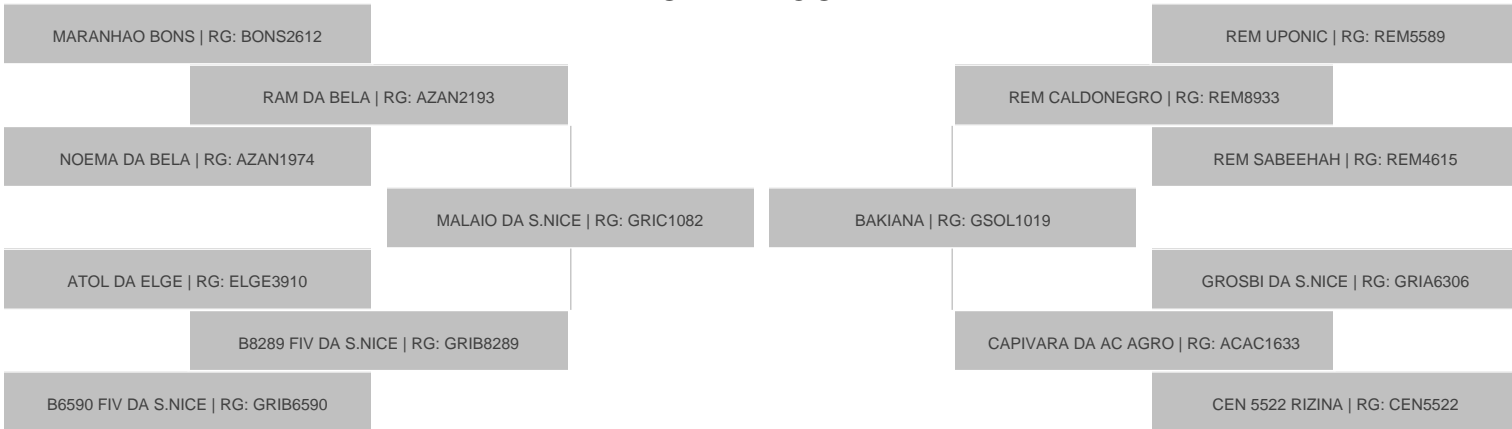 MARANHAO BONS | RG: BONS2612
REM UPONIC | RG: REM5589
RAM DA BELA | RG: AZAN2193
REM CALDONEGRO | RG: REM8933
NOEMA DA BELA | RG: AZAN1974
REM SABEEHAH | RG: REM4615
MALAIO DA S.NICE | RG: GRIC1082
BAKIANA | RG: GSOL1019
ATOL DA ELGE | RG: ELGE3910
GROSBI DA S.NICE | RG: GRIA6306
B8289 FIV DA S.NICE | RG: GRIB8289
CAPIVARA DA AC AGRO | RG: ACAC1633
B6590 FIV DA S.NICE | RG: GRIB6590
CEN 5522 RIZINA | RG: CEN5522